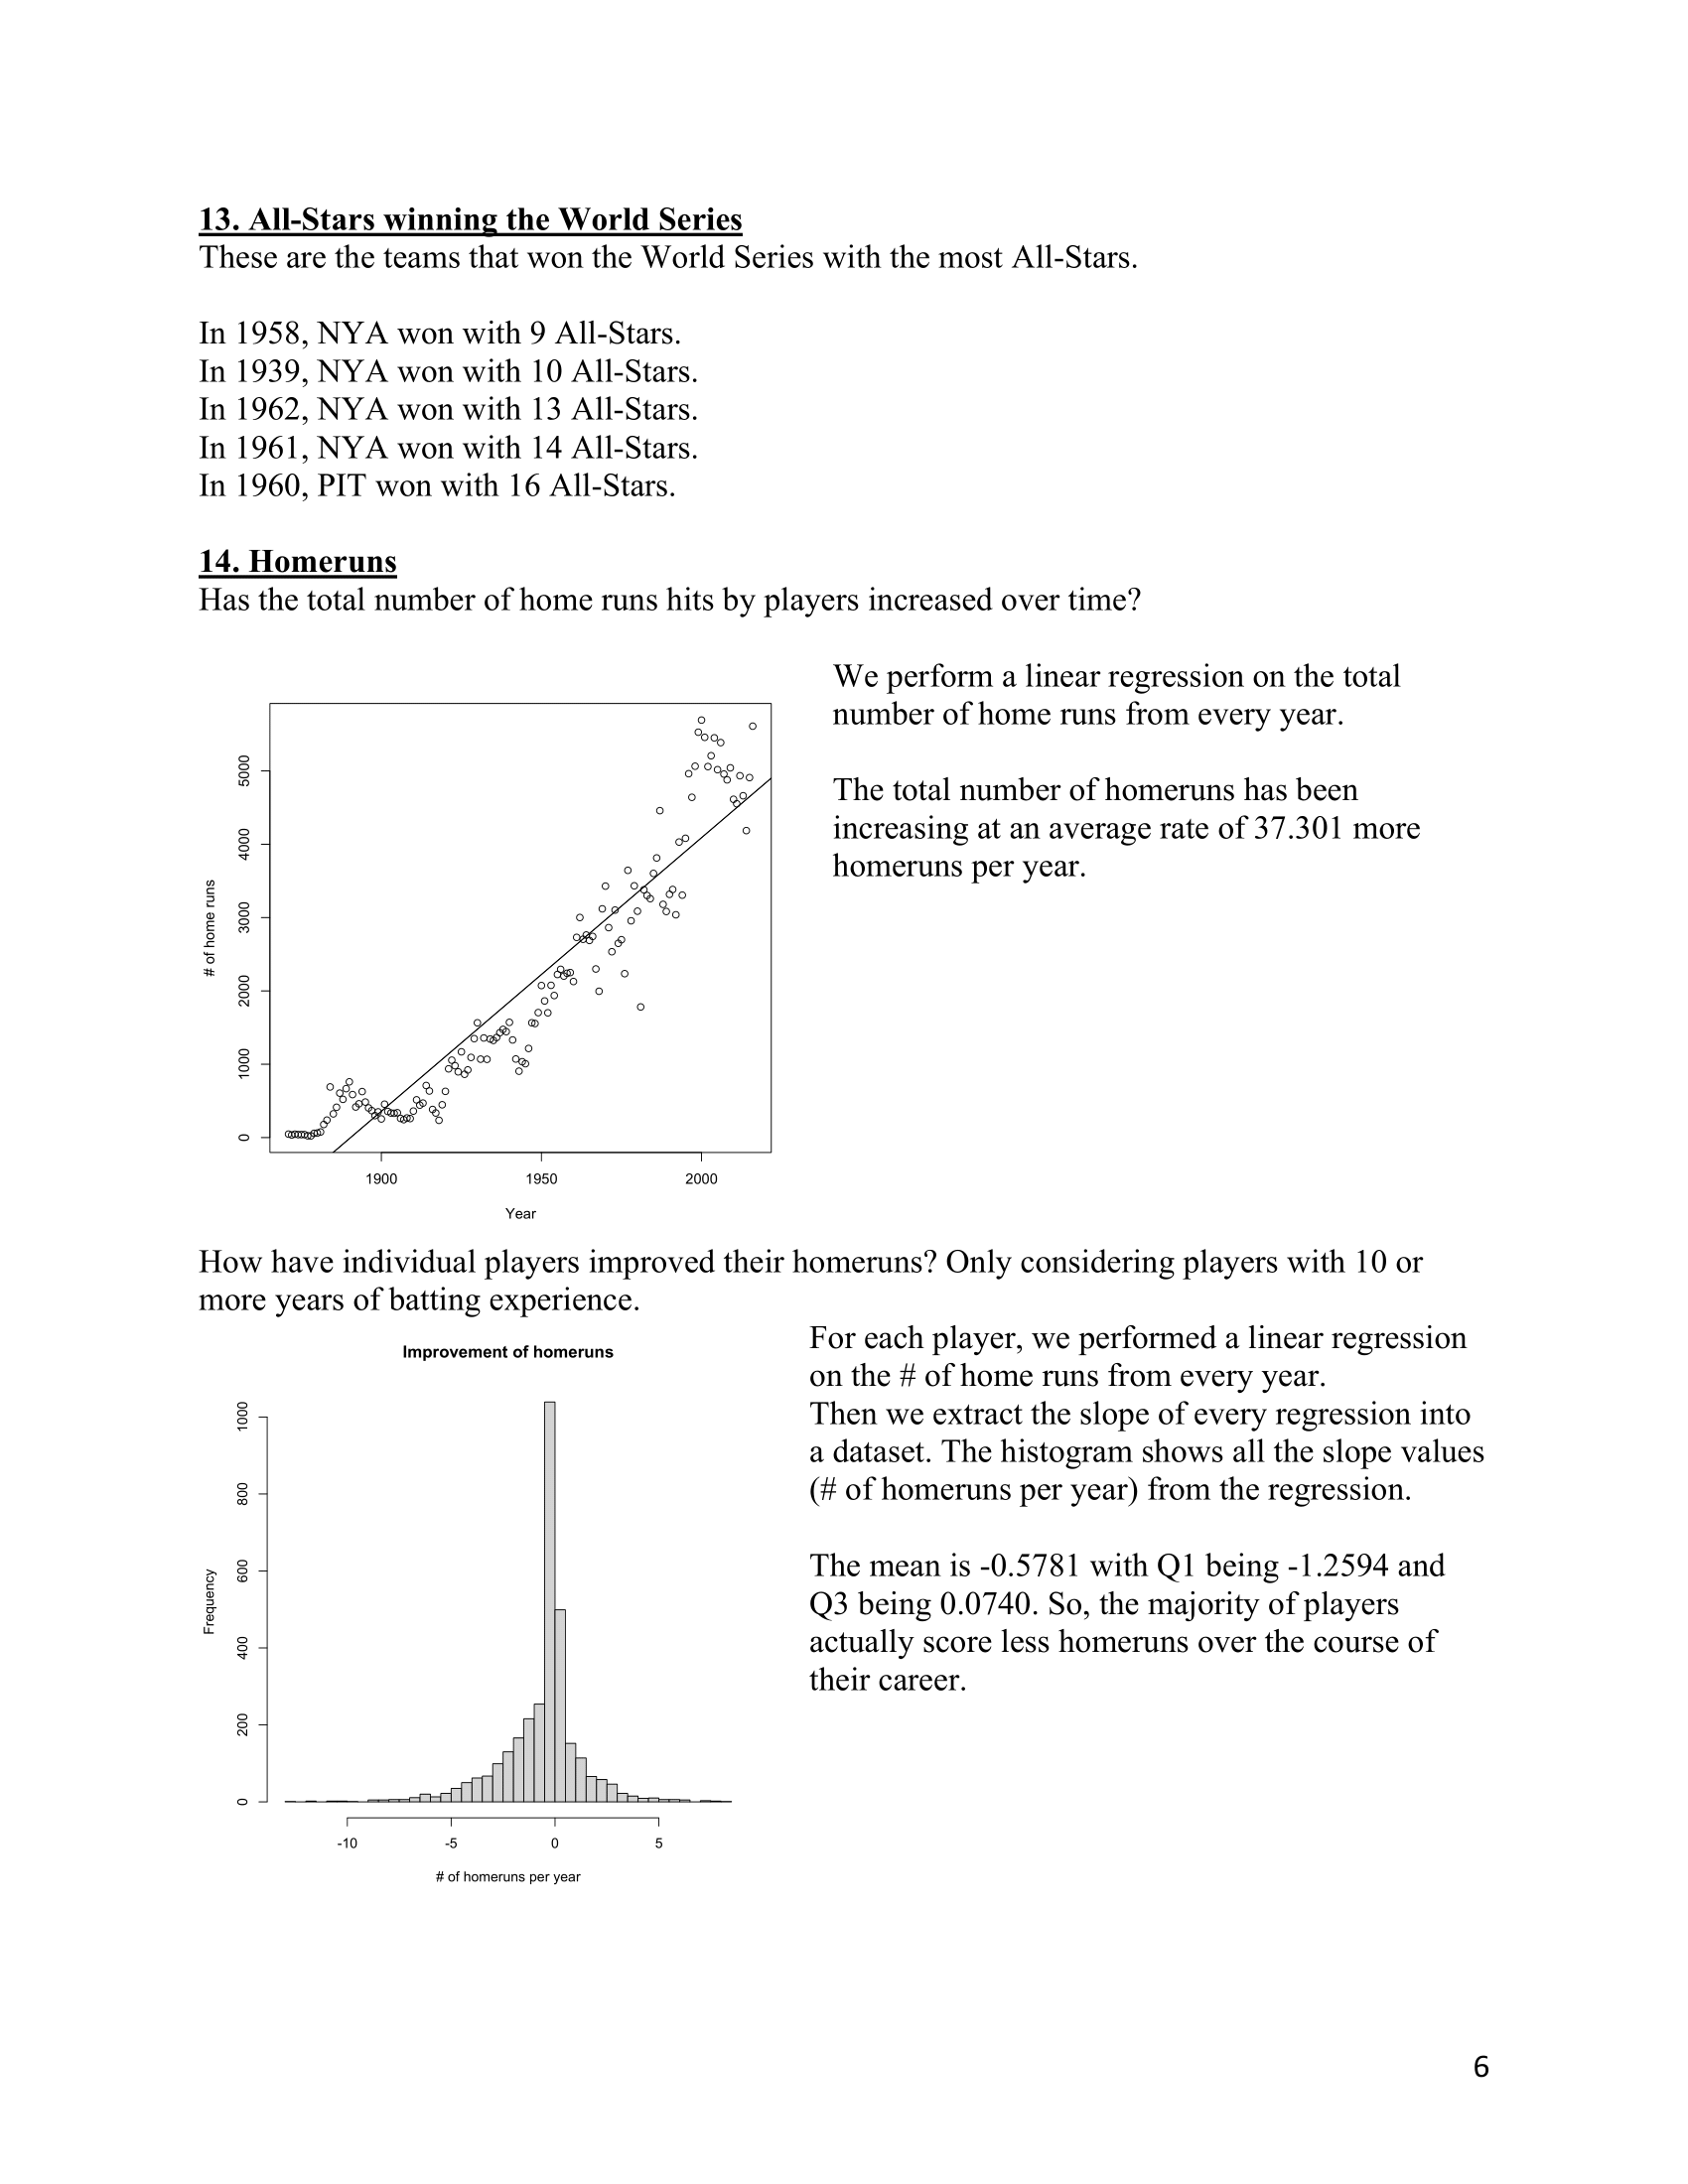 13. All-Stars winning the World Series
These are the teams that won the World Series with the most All-Stars.
In 1958, NYA won with 9 All-Stars.
In 1939, NYA won with 10 All-Stars.
In 1962, NYA won with 13 All-Stars.
In 1961, NYA won with 14 All-Stars.
In 1960, PIT won with 16 All-Stars.
14. Homeruns
Has the total number of home runs hits by players increased over time?
We perform a linear regression on the total
number of home runs from every year.
The total number of homeruns has been
increasing at an average rate of 37.301 more
homeruns per year.
# of home runs
5000
4000
3000
2000
1000
0
1900 1950 2000
Year
How have individual players improved their homeruns? Only considering players with 10 or
more years of batting experience.
For each player, we performed a linear regression
on the # of home runs from every year.
Then we extract the slope of every regression into
a dataset. The histogram shows all the slope values
(# of homeruns per year) from the regression.
The mean is -0.5781 with Q1 being -1.2594 and
Q3 being 0.0740. So, the majority of players
actually score less homeruns over the course of
their career.
Improvement of homeruns
Frequency
1000
800
600
400
200
0
-10 -5 0 5
# of homeruns per year
6